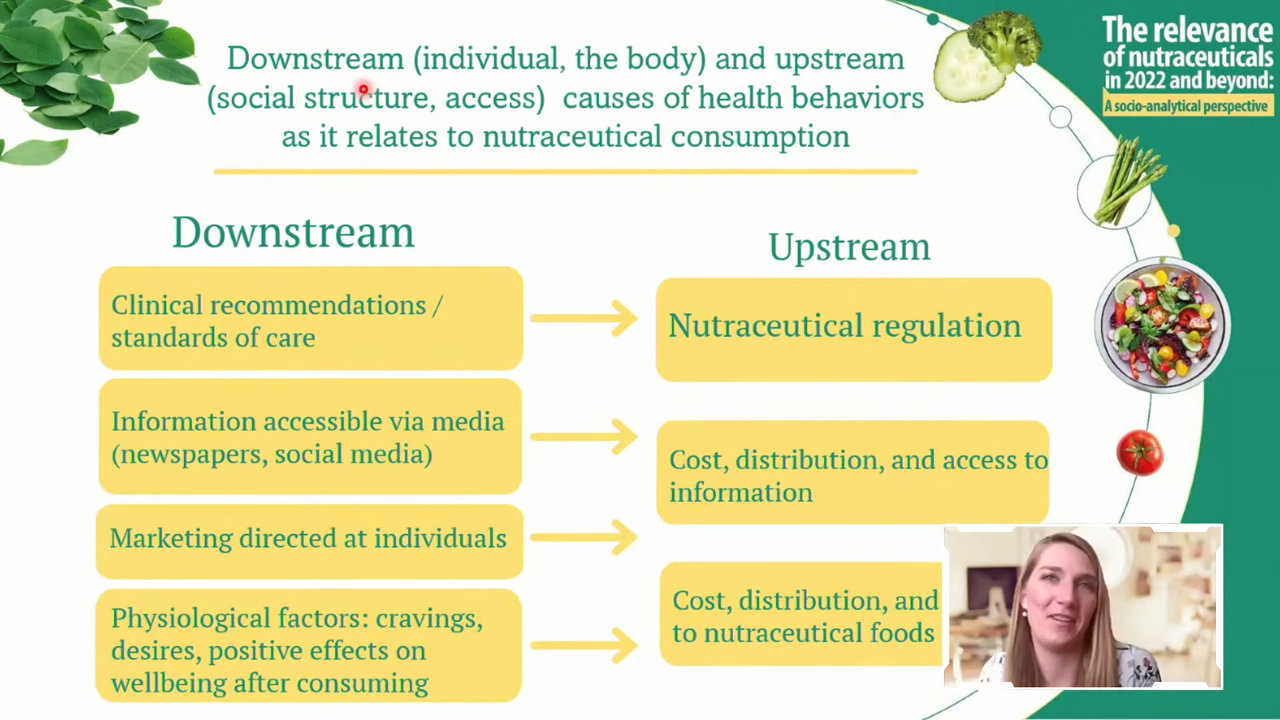 Downstream (individual, the body) and upstream
(social structure, access) causes of health behaviors
as it relates to nutraceutical consumption
The relevance
of nutraceuticals
in 2022 and beyond:
A socio-analytical perspective
Downstream
Clinical recommendations /
standards of care
Information accessible via media
(newspapers, social media)
Marketing directed at individuals
Physiological factors: cravings,
desires, positive effects on
wellbeing after consuming
Upstream
Nutraceutical regulation
Cost, distribution, and access to
information
Cost, distribution, and
to nutraceutical foods